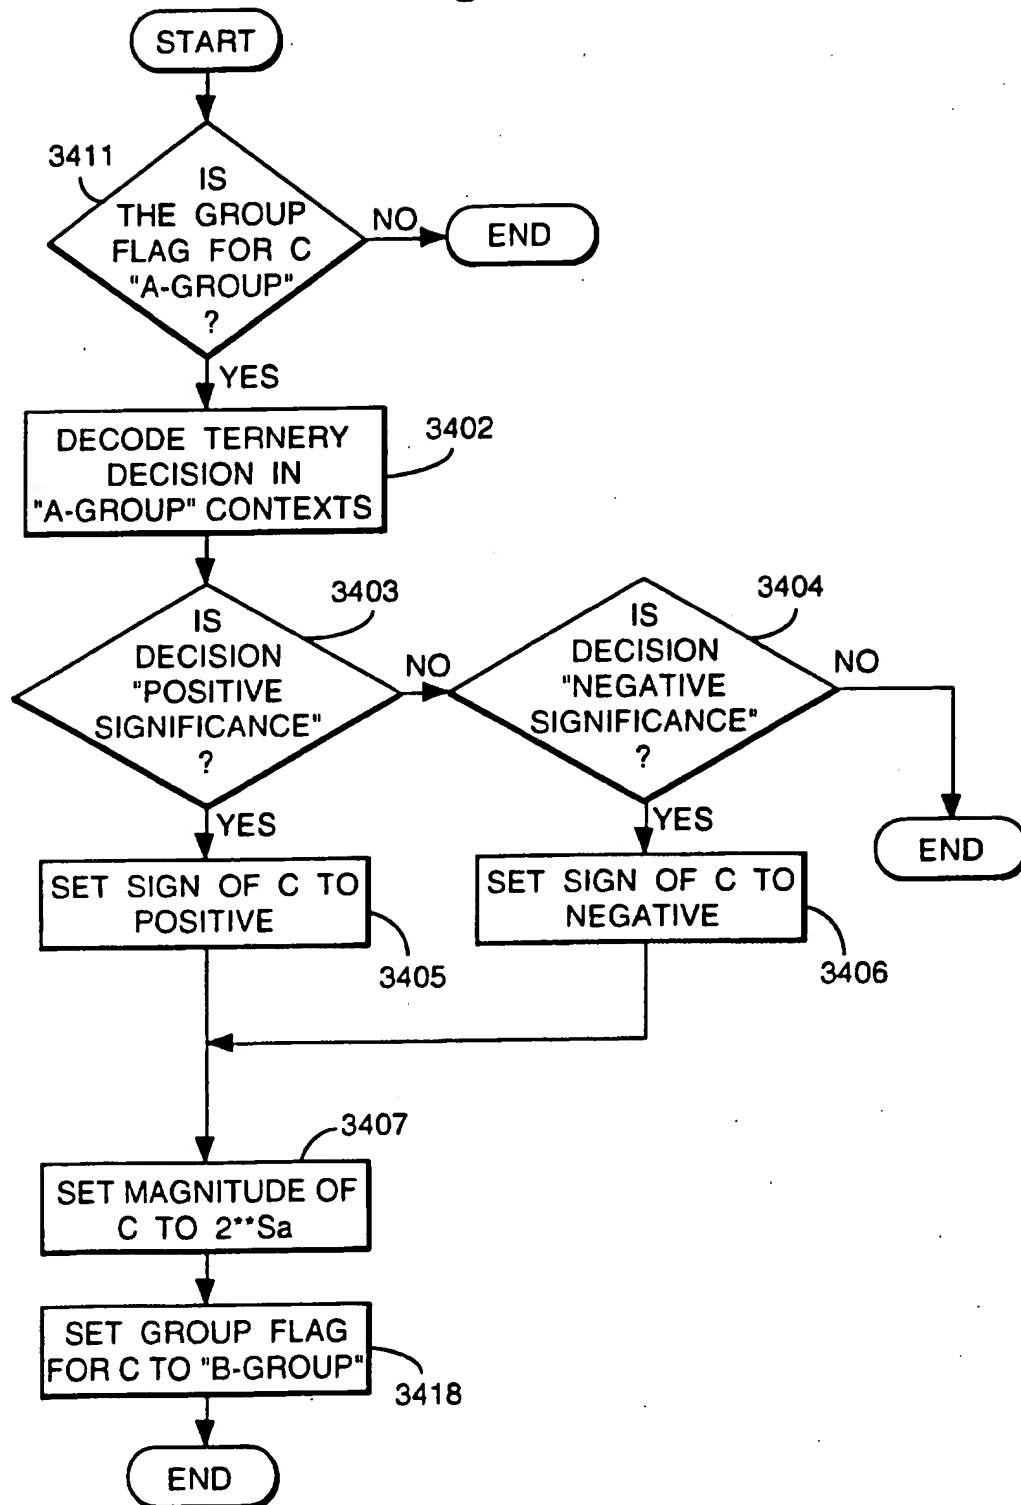 START
3411
IS
THE GROUP
FLAG FOR C
"A-GROUP"
?
NO
END
YES
DECODE TERNERY
DECISION IN
"A-GROUP" CONTEXTS
3402
3403
IS
DECISION
"POSITIVE
SIGNIFICANCE"
?
NO
3404
IS
DECISION
"NEGATIVE
SIGNIFICANCE"
?
NO
END
YES
SET SIGN OF C TO
POSITIVE
3405
YES
SET SIGN OF C TO
NEGATIVE
3406
3407
SET MAGNITUDE OF
C TO 2**Sa
SET GROUP FLAG
FOR C TO "B-GROUP"
3418
END